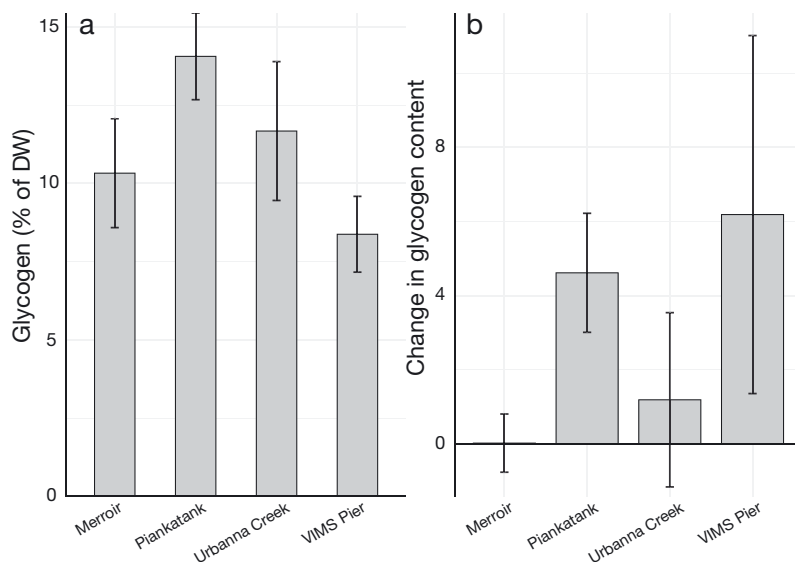 a
15
10
5
0
Glycogen (% of DW)
Merroir
Piankatank
Urbanna Creek
VIMS Pier
b
8
4
0
Change in glycogen content
Merroir
Piankatank
Urbanna Creek
VIMS Pier